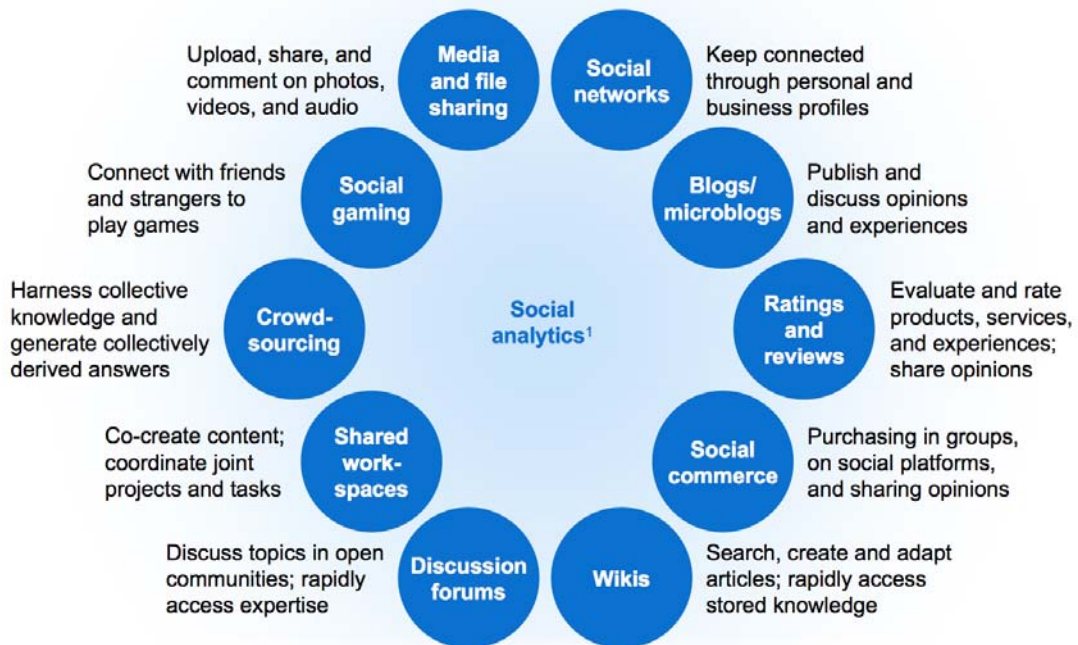 Upload, share, and
comment on photos,
videos, and audio
Media
and file
sharing
Social
networks
Keep connected
through personal and
business profiles
Connect with friends
and strangers to
play games
Social
gaming
Blogs/
microblogs
Publish and
discuss opinions
and experiences
Harness collective
knowledge and
generate collectively
derived answers
Crowd-
sourcing
Social
analytics¹
Ratings
and
reviews
Evaluate and rate
products, services,
and experiences;
share opinions
Co-create content;
coordinate joint
projects and tasks
Shared
work-
spaces
Social
commerce
Purchasing in groups,
on social platforms,
and sharing opinions
Discuss topics in open
communities; rapidly
access expertise
Discussion
forums
Wikis
Search, create and adapt
articles; rapidly access
stored knowledge